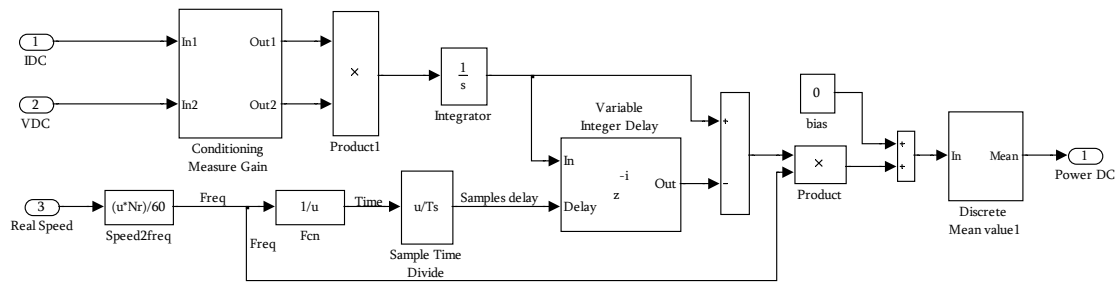 1
IDC
2
VDC
In1
Out1
In2
Out2
Conditioning
Measure Gain
×
Product1
1
s
Integrator
Variable
Integer Delay
In
-i
z
Out
Delay
+
−
0
bias
×
Product
+
+
In
Mean
Discrete
Mean value1
1
Power DC
3
Real Speed
(u*Nr)/60
Speed2freq
Freq
Freq
1/u
Fcn
Time
u/Ts
Sample Time
Divide
Samples delay